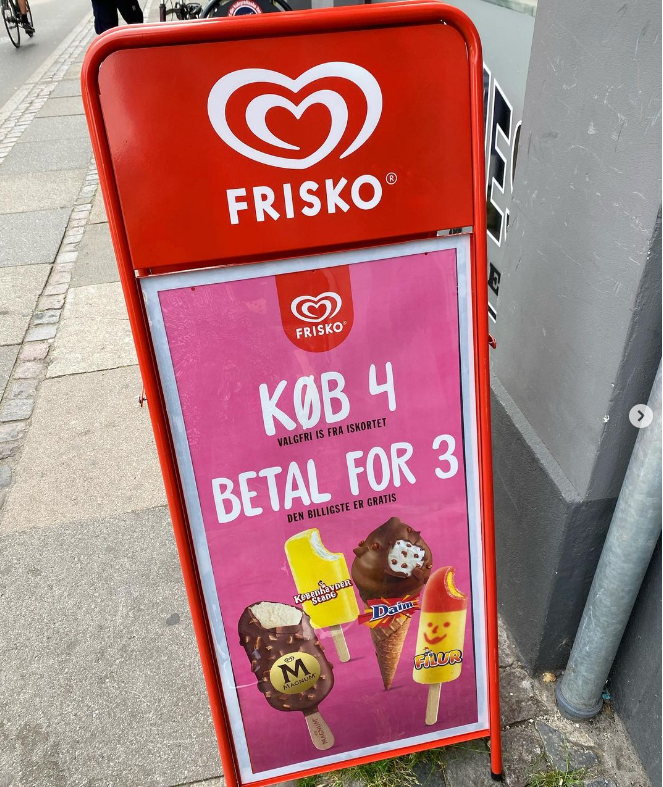 FRISKO®
FRISKO®
KØB 4
VALGFRI IS FRA ISKORTET
BETAL FOR 3
DEN BILLIGSTE ER GRATIS
Københavner
Stang
Daim
FiLUR
M
MAGNUM
MAGNUM